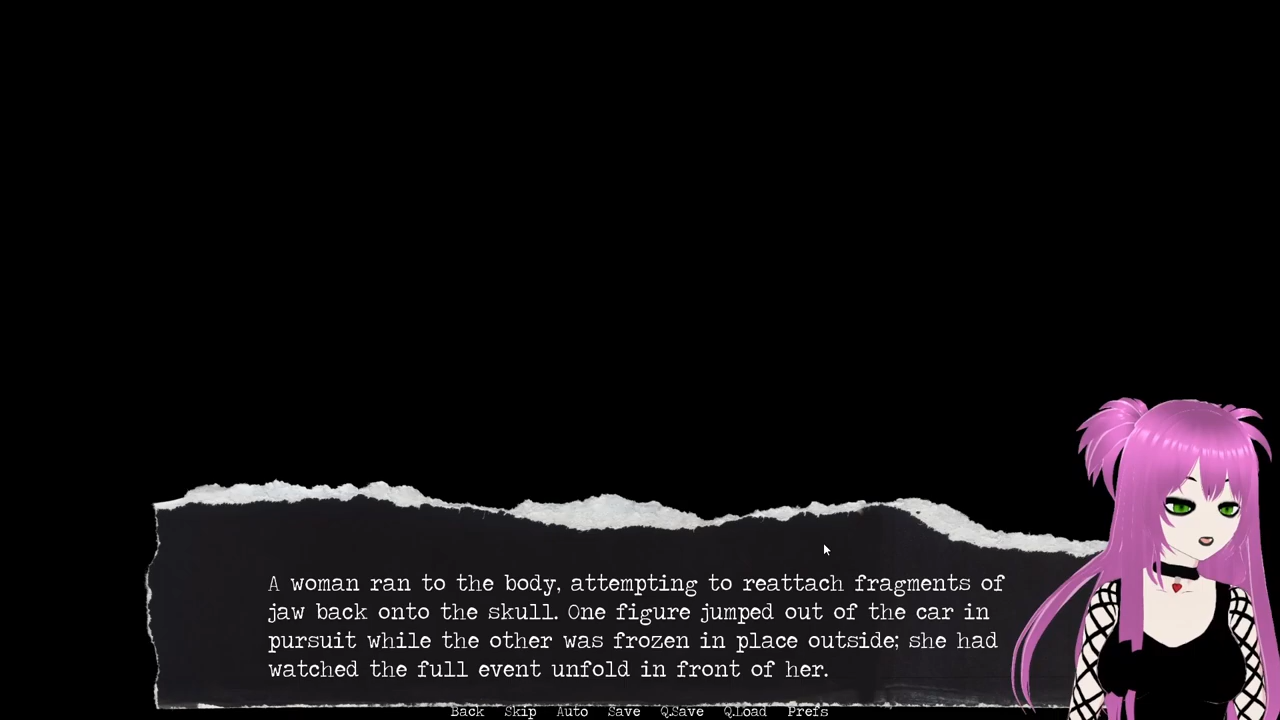 A woman ran to the body, attempting to reattach fragments of
jaw back onto the skull. One figure jumped out of the car in
pursuit while the other was frozen in place outside; she had
watched the full event unfold in front of her.
Back Skip Auto Save Q.Save Q.Load Prefs